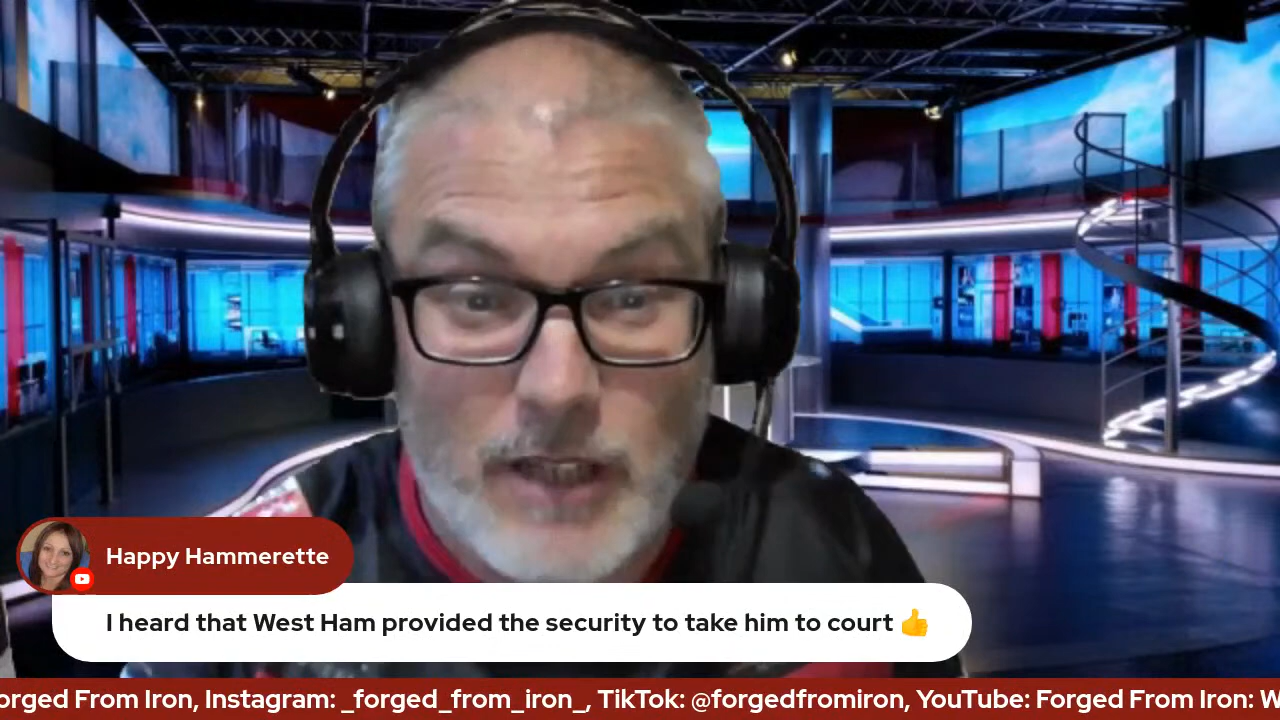 Happy Hammerette
I heard that West Ham provided the security to take him to court 👍
orged From Iron, Instagram: _forged_from_iron_, TikTok: @forgedfromiron, YouTube: Forged From Iron: W